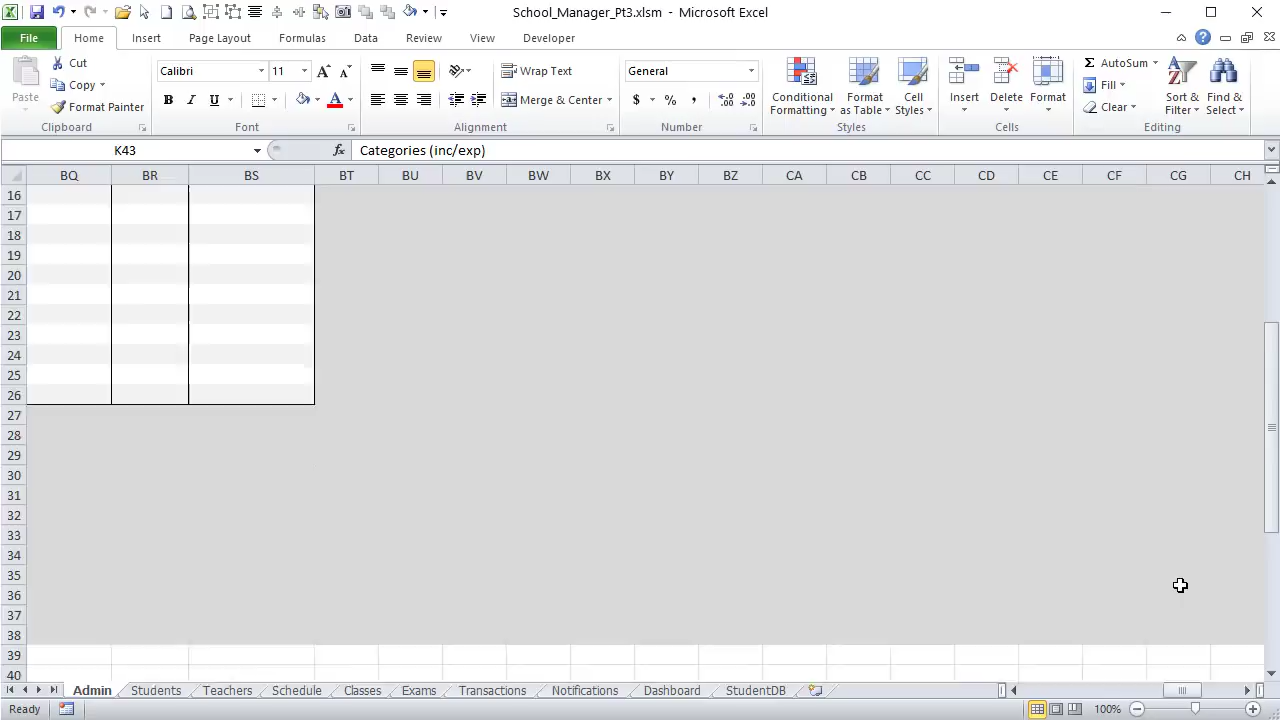 School_Manager_Pt3.xlsm - Microsoft Excel
File Home Insert Page Layout Formulas Data Review View Developer
Paste
Cut
Copy
Format Painter
Clipboard
Calibri 11
B I U
Font
Wrap Text
Merge & Center
Alignment
General
$ % ,
Number
Conditional Formatting
Format as Table
Cell Styles
Styles
Insert Delete Format
Cells
AutoSum
Fill
Clear
Sort & Filter
Find & Select
Editing
K43 fx Categories (inc/exp)
BQ BR BS BT BU BV BW BX BY BZ CA CB CC CD CE CF CG CH
16
17
18
19
20
21
22
23
24
25
26
27
28
29
30
31
32
33
34
35
36
37
38
39
40
Admin Students Teachers Schedule Classes Exams Transactions Notifications Dashboard StudentDB
Ready 100%